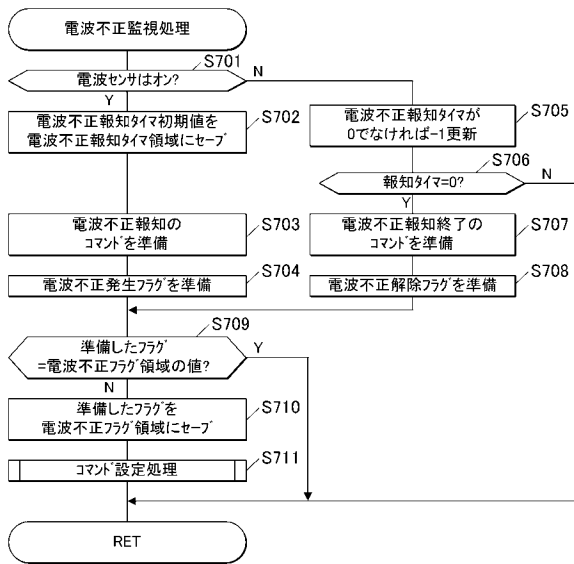 電波不正監視処理
S701
電波センサはオン?
N
Y
電波不正報知タイマ初期値を
電波不正報知タイマ領域にセーブ
S702
電波不正報知タイマが
0でなければ-1更新
S705
S706
報知タイマ=0?
N
Y
電波不正報知の
コマンドを準備
S703
電波不正報知終了の
コマンドを準備
S707
電波不正発生フラグを準備
S704
電波不正解除フラグを準備
S708
S709
準備したフラグ
=電波不正フラグ領域の値?
Y
N
準備したフラグを
電波不正フラグ領域にセーブ
S710
コマンド設定処理
S711
RET